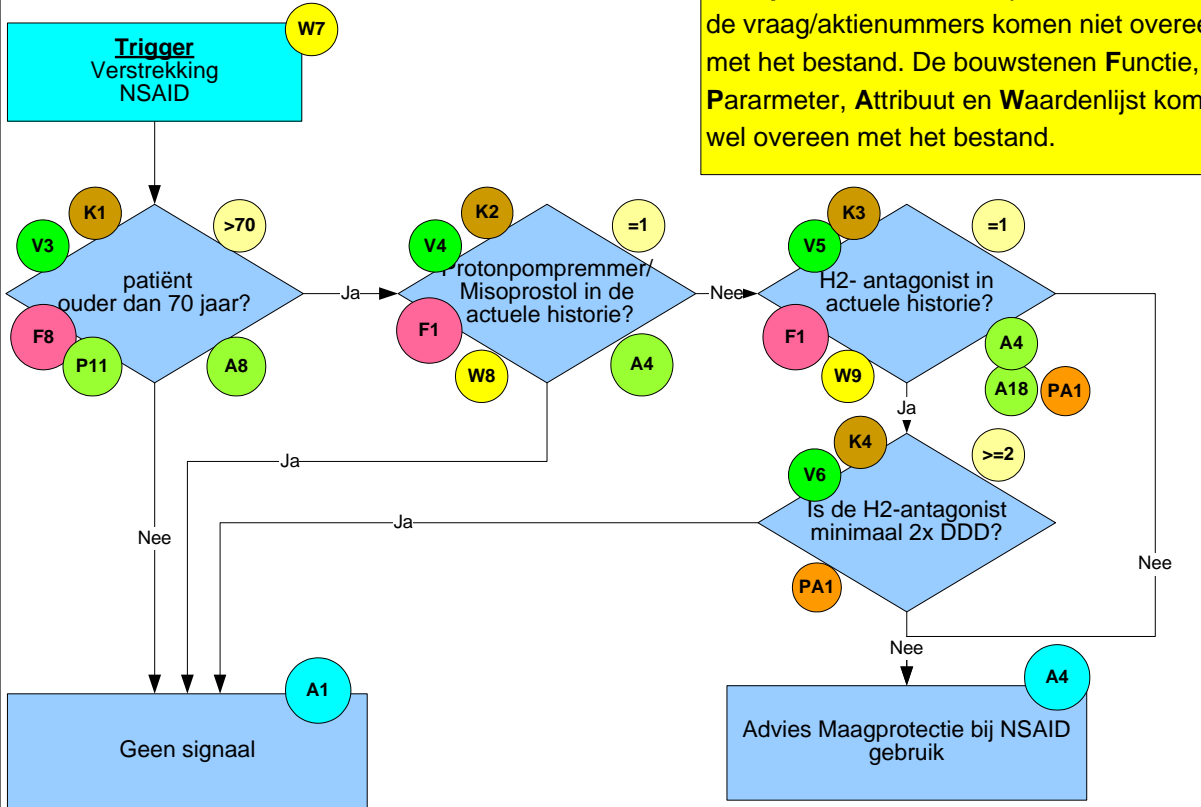 W7
Trigger
Verstrekking
NSAID
de vraag/aktienummers komen niet
met het bestand. De bouwstenen Functie,
Pararmeter, Attribuut en Waardenlijst
wel overeen met het bestand.
K1
>70
V3
patiënt
ouder dan 70 jaar?
F8
P11
A8
Ja
K2
=1
V4
Protonpompremmer/
Misoprostol in de
actuele historie?
F1
W8
A4
Nee
K3
=1
V5
H2- antagonist in
actuele historie?
F1
W9
A4
A18
PA1
Ja
K4
>=2
V6
Is de H2-antagonist
minimaal 2x DDD?
PA1
Ja
Ja
Nee
Nee
Nee
A1
Geen signaal
A4
Advies Maagprotectie bij NSAID
gebruik